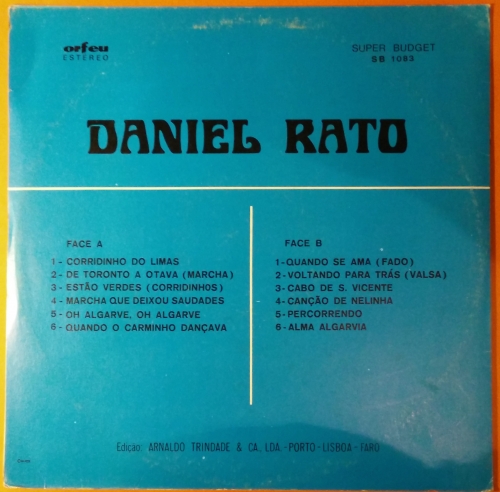 orfeu
ESTÉREO
SUPER BUDGET
SB 1083
DANIEL RATO
FACE A
1 - CORRIDINHO DO LIMAS
2 - DE TORONTO A OTAVA (MARCHA)
3 - ESTÃO VERDES (CORRIDINHOS)
4 - MARCHA QUE DEIXOU SAUDADES
5 - OH ALGARVE, OH ALGARVE
6 - QUANDO O CARMINHO DANÇAVA
FACE B
1 - QUANDO SE AMA (FADO)
2 - VOLTANDO PARA TRÁS (VALSA)
3 - CABO DE S. VICENTE
4 - CANÇÃO DE NELINHA
5 - PERCORRENDO
6 - ALMA ALGARVIA
Edição: ARNALDO TRINDADE & CA. LDA. - PORTO - LISBOA - FARO